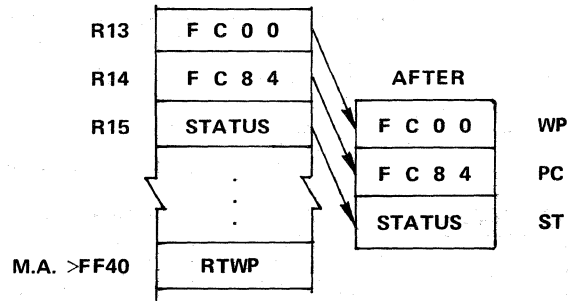 R13 F C 0 0
R14 F C 8 4
AFTER
R15 STATUS
F C 0 0 WP
F C 8 4 PC
STATUS ST
M.A. >FF40 RTWP